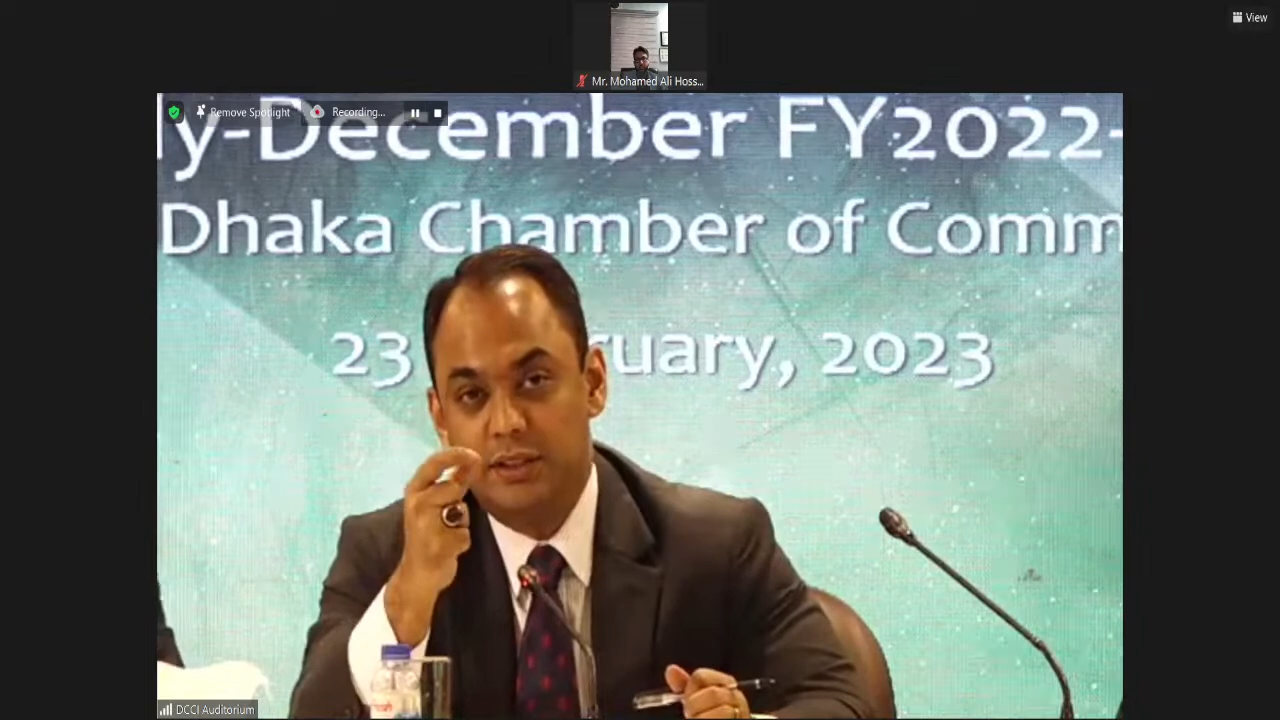 View
Mr. Mohamed Ali Hoss...
Remove Spotlight
Recording...
ly-December FY2022-
Dhaka Chamber of Comm
23 ruary, 2023
DCCI Auditorium